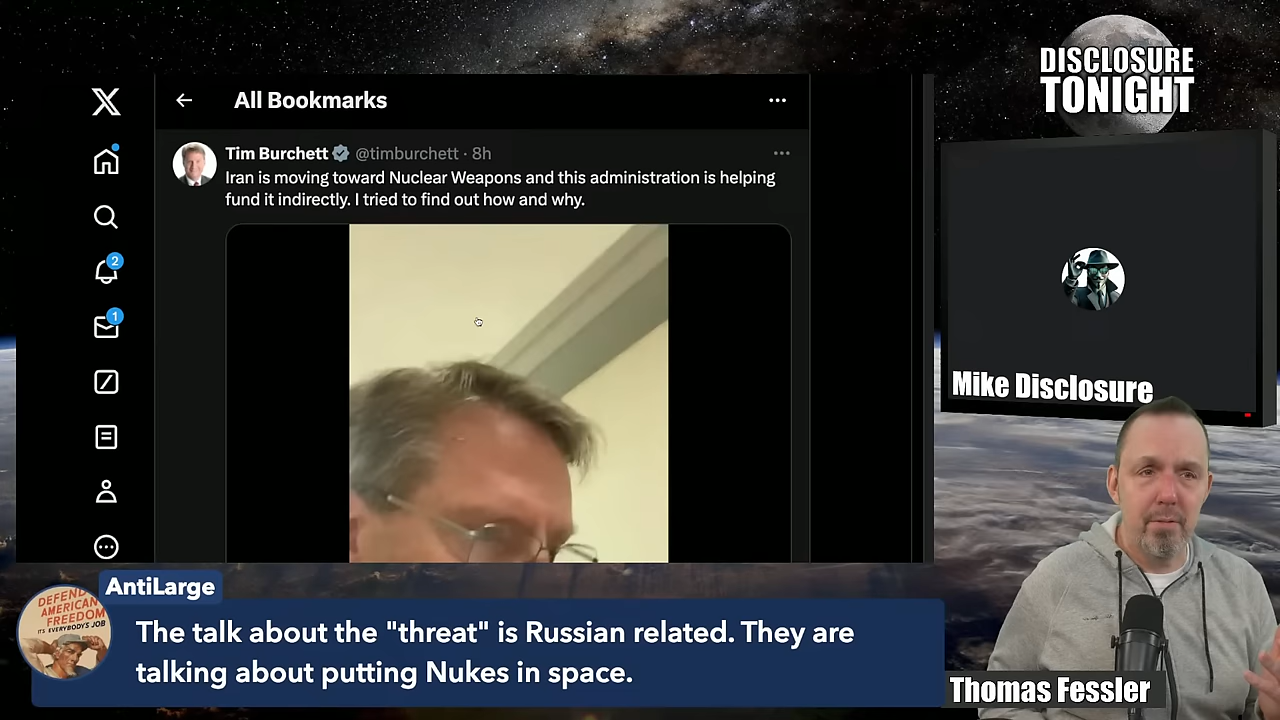 DISCLOSURE
TONIGHT
All Bookmarks
Tim Burchett @timburchett · 8h
Iran is moving toward Nuclear Weapons and this administration is helping
fund it indirectly. I tried to find out how and why.
2
1
Mike Disclosure
AntiLarge
DEFEND
AMERICAN
FREEDOM
IT'S EVERYBODY'S JOB
The talk about the "threat" is Russian related. They are
talking about putting Nukes in space.
Thomas Fessler